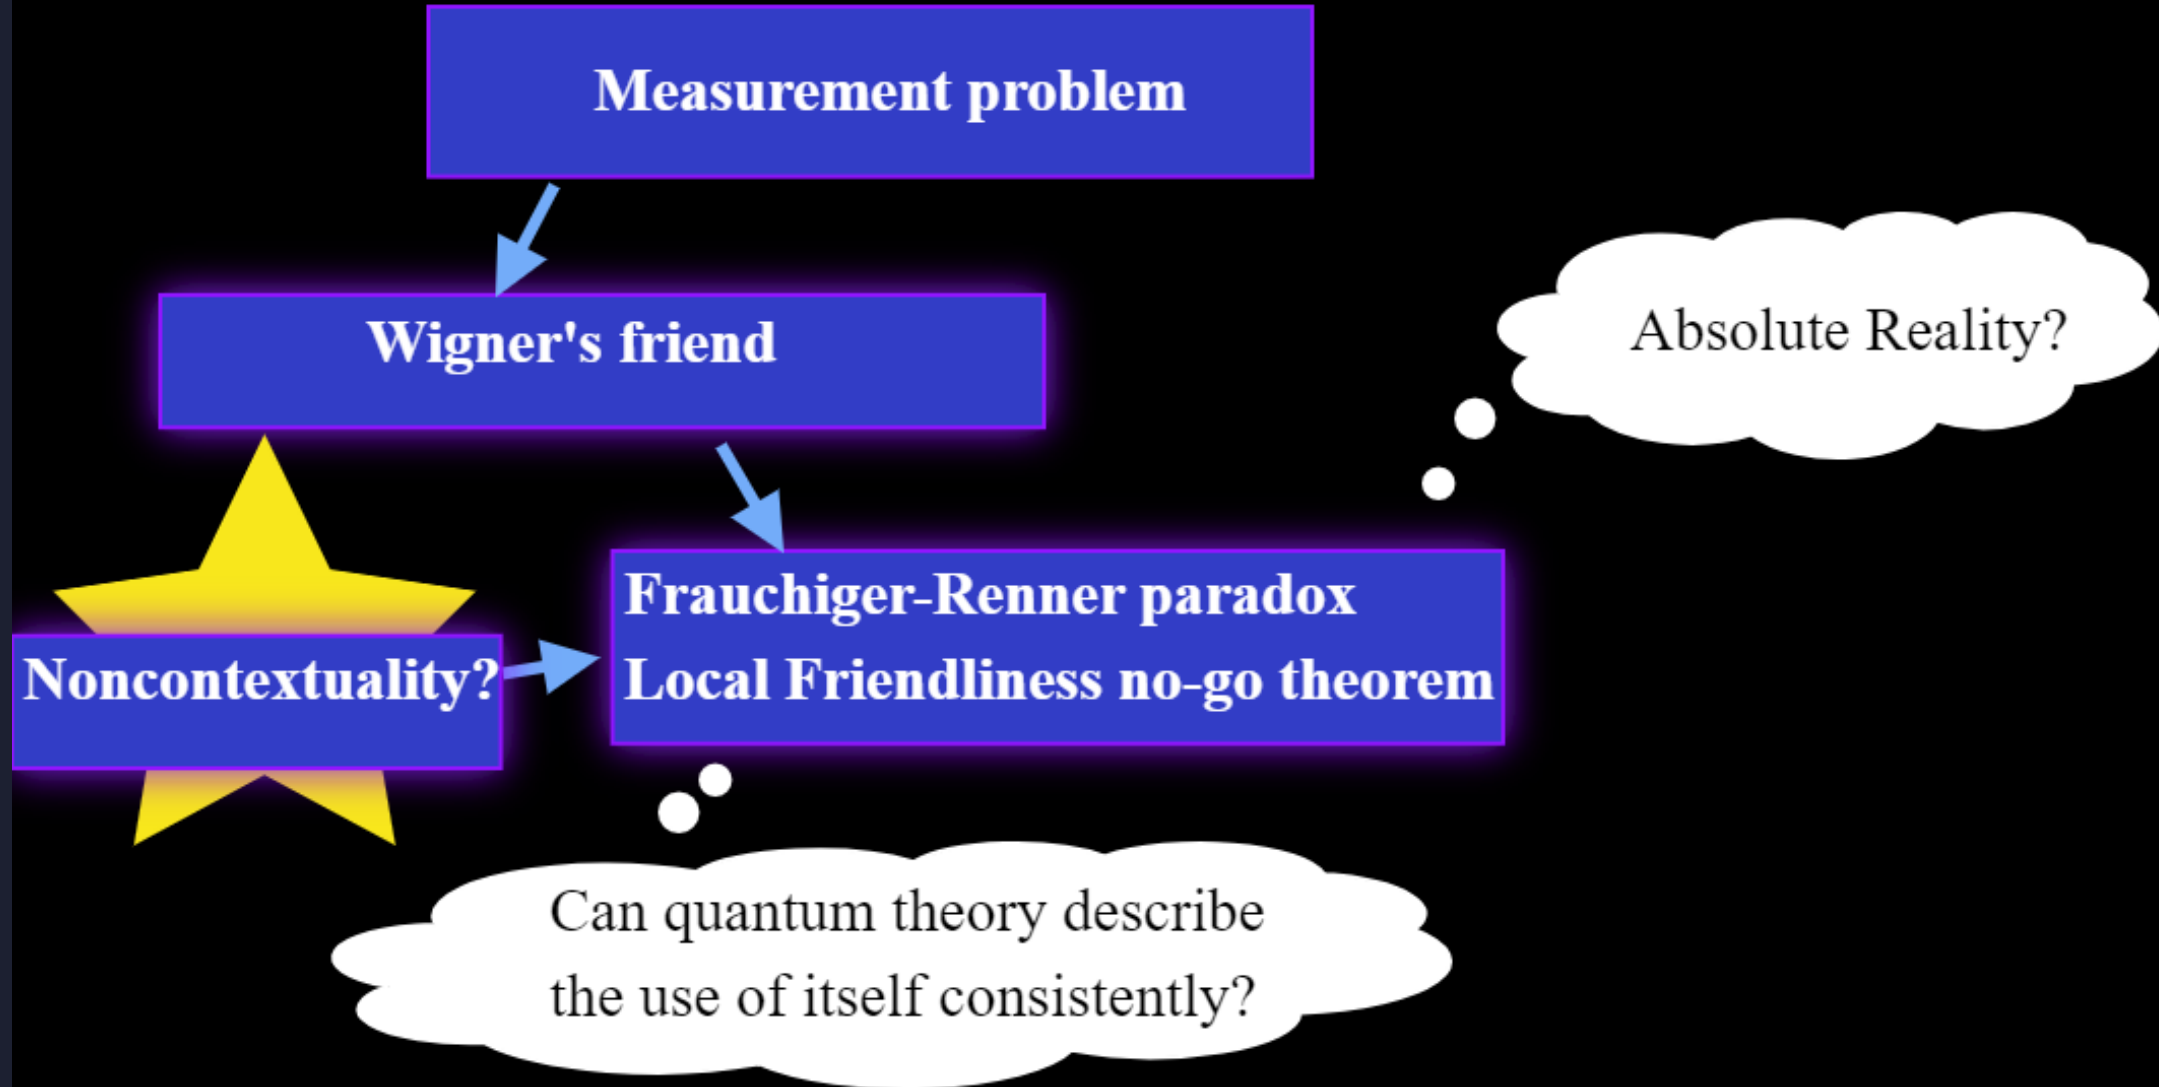 Measurement problem
Wigner's friend
Absolute Reality?
Frauchiger-Renner paradox
Local Friendliness no-go theorem
Noncontextuality?
Can quantum theory describe
the use of itself consistently?